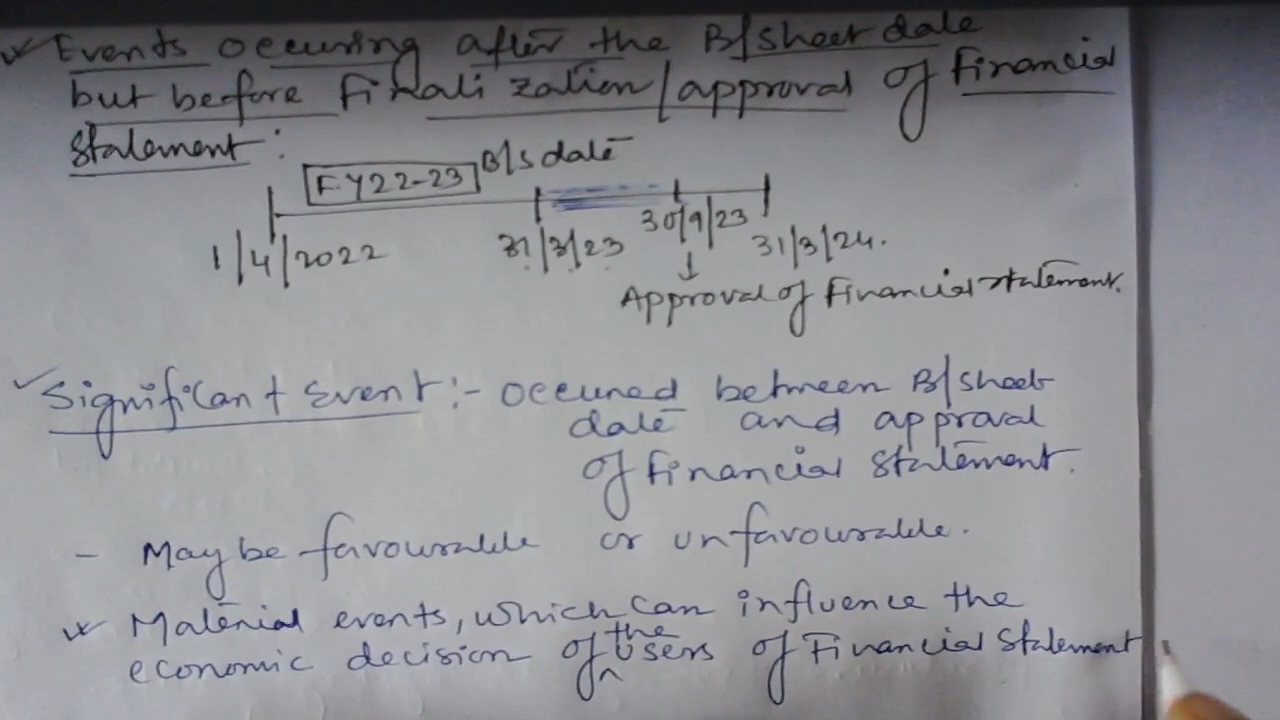 Events occuring after the B/Sheet date
but before Finalization/approval of financial
statement:
FY22-23 B/s date
1/4/2022 31/3/23 30/9/23 31/3/24.
↓
Approval of financial statement.
Significant Event:- occured between B/sheet
date and approval
of financial statement.
- May be favourable or unfavourable.
Material events, which can influence the
economic decision of the users of Financial statement